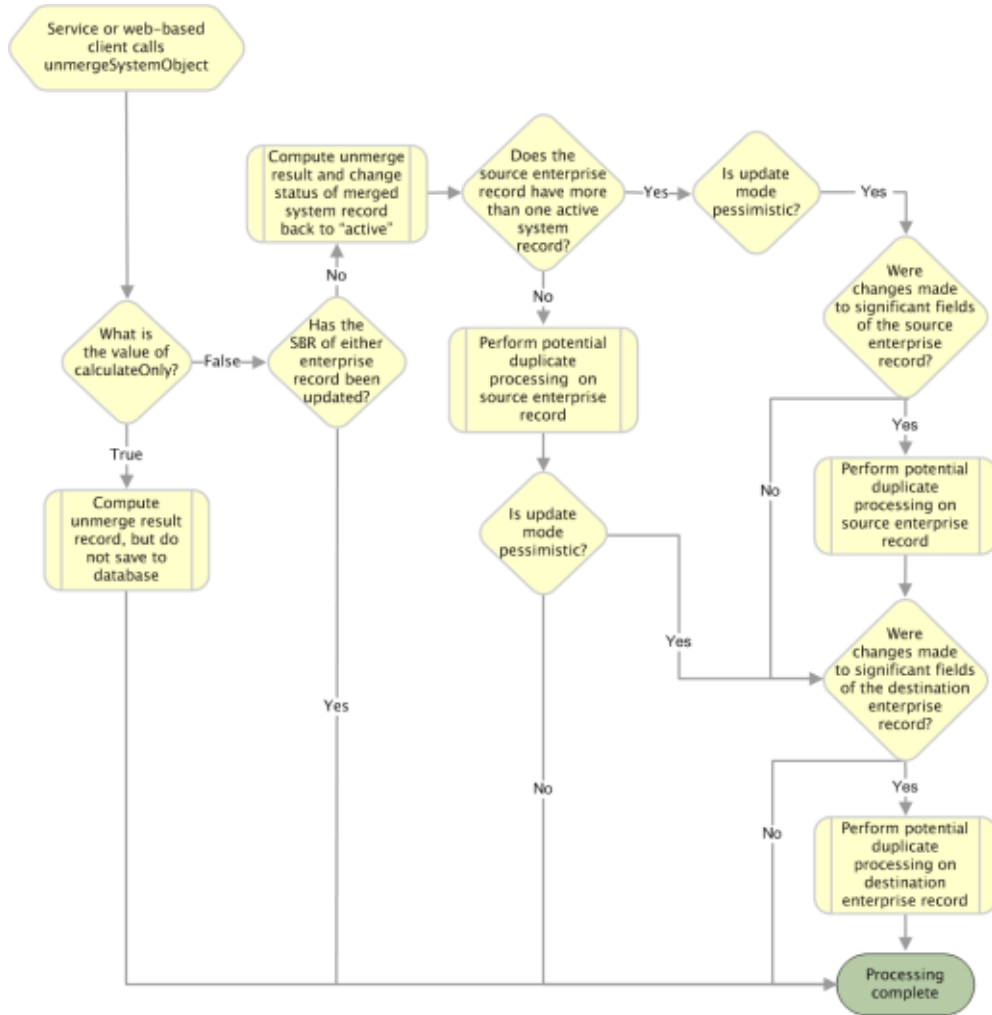 Service or web-based
client calls
unmergeSystemObject
Compute unmerge
result and change
status of merged
system record
back to "active"
Does the
source enterprise
record have more
than one active
system
record?
Yes
Is update
mode
pessimistic?
Yes
No
No
Were
changes made
to significant fields
of the source
enterprise
record?
What is
the value of
calculateOnly?
False
Has the
SBR of either
enterprise
record been
updated?
Perform potential
duplicate
processing on
source enterprise
record
Yes
True
No
Perform potential
duplicate
processing on
source enterprise
record
Compute
unmerge result
record, but do
not save to
database
Is update
mode
pessimistic?
Yes
Were
changes made
to significant fields
of the destination
enterprise
record?
Yes
No
Yes
No
Perform potential
duplicate
processing on
destination
enterprise record
Processing
complete